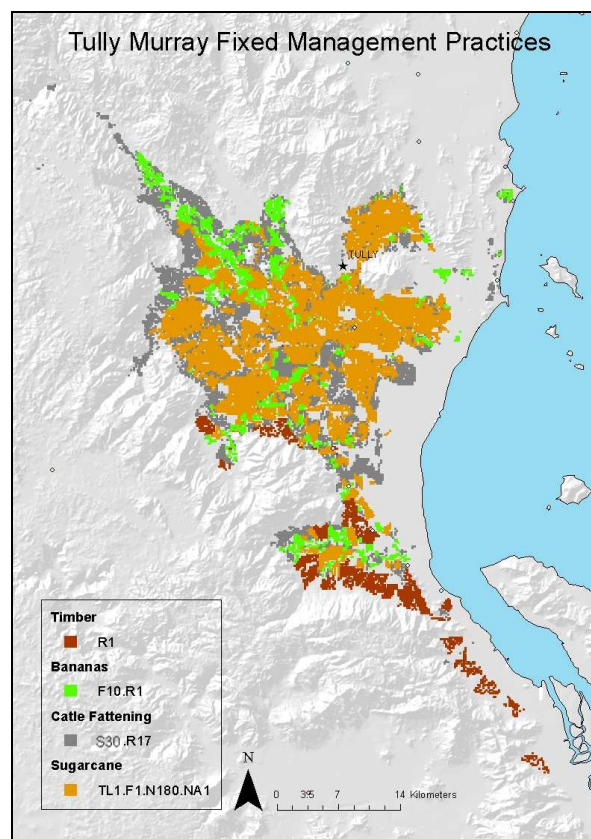 Tully Murray Fixed Management Practices
TULLY
Timber
R1
Bananas
F10.R1
Catle Fattening
S30.R17
Sugarcane
TL1.F1.N180.NA1
N
0 3.5 7 14 Kilometers